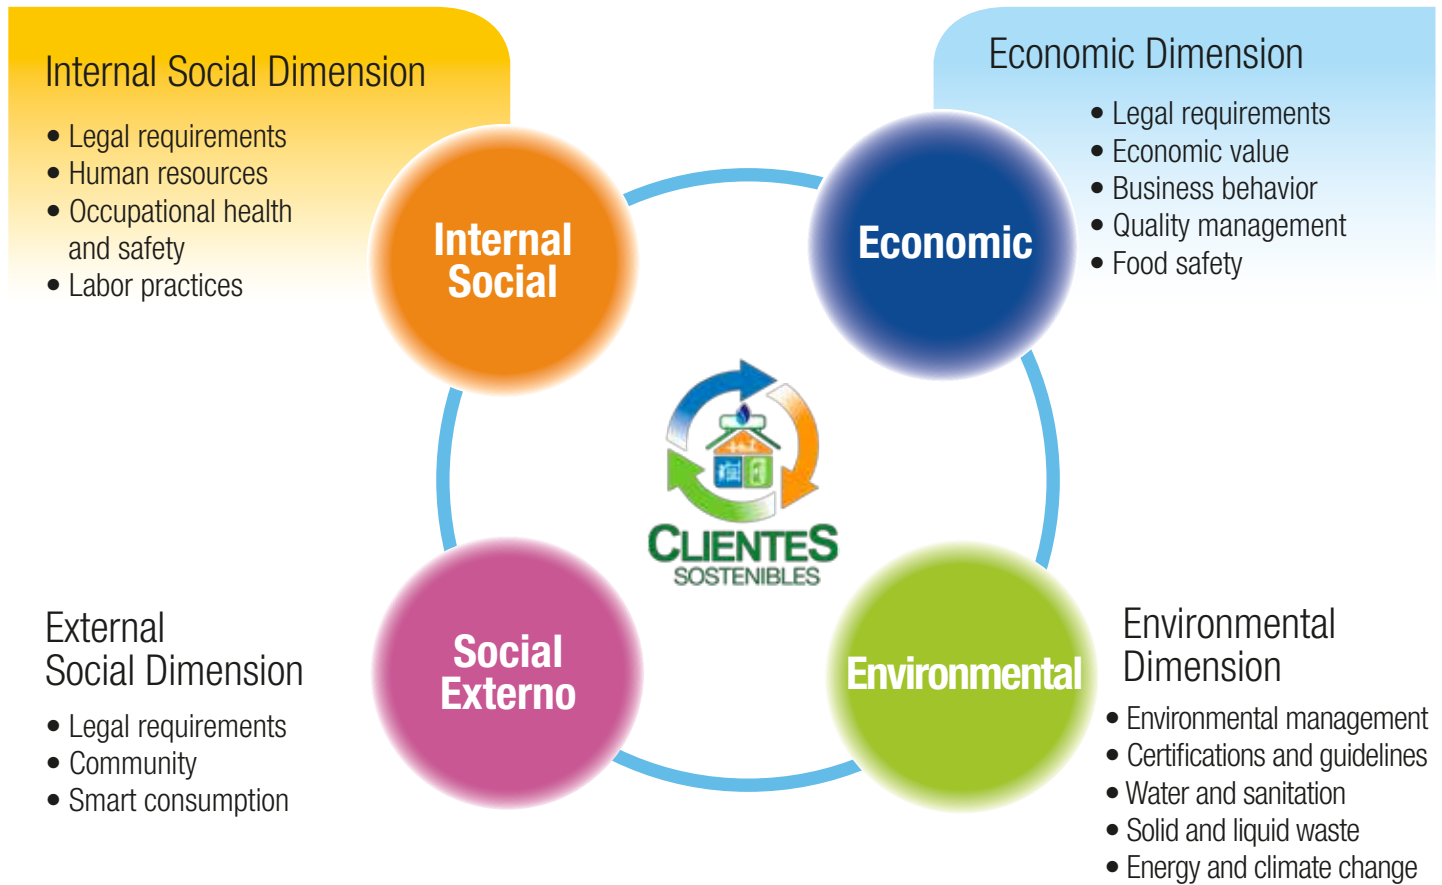 Internal Social Dimension
• Legal requirements
• Human resources
• Occupational health
and safety
• Labor practices
Internal
Social
Economic Dimension
• Legal requirements
• Economic value
• Business behavior
• Quality management
• Food safety
Economic
CLIENTES
SOSTENIBLES
External
Social Dimension
• Legal requirements
• Community
• Smart consumption
Social
Externo
Environmental
Environmental
Dimension
• Environmental management
• Certifications and guidelines
• Water and sanitation
• Solid and liquid waste
• Energy and climate change